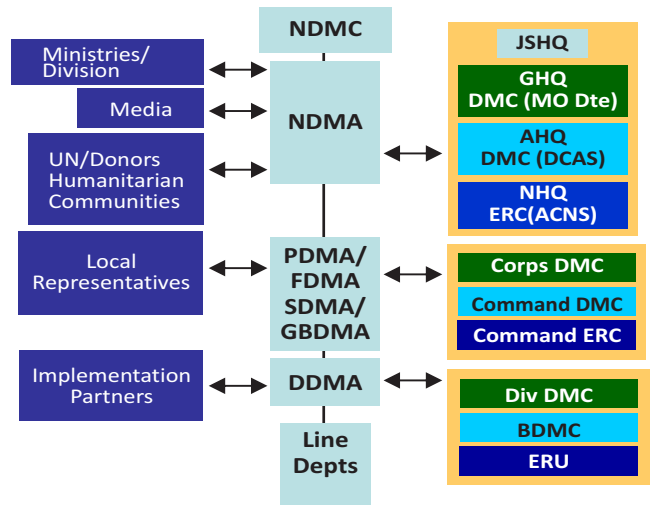 NDMC
Ministries/
Division
Media
UN/Donors
Humanitarian
Communities
Local
Representatives
Implementation
Partners
NDMA
PDMA/
FDMA
SDMA/
GBDMA
DDMA
Line
Depts
JSHQ
GHQ
DMC (MO Dte)
AHQ
DMC (DCAS)
NHQ
ERC(ACNS)
Corps DMC
Command DMC
Command ERC
Div DMC
BDMC
ERU